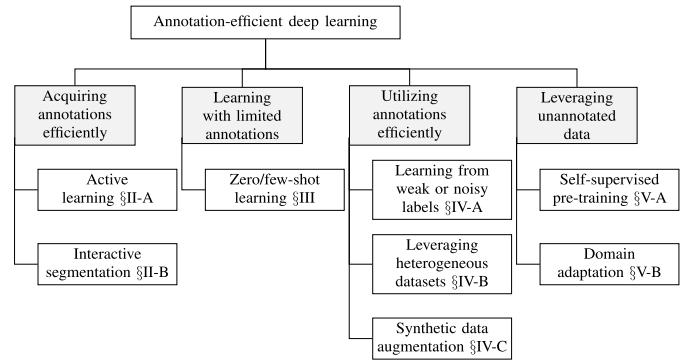 Annotation-efficient deep learning
Acquiring
annotations
efficiently
Learning
with limited
annotations
Utilizing
annotations
efficiently
Leveraging
unannotated
data
Active
learning §II-A
Interactive
segmentation §II-B
Zero/few-shot
learning §III
Learning from
weak or noisy
labels §IV-A
Leveraging
heterogeneous
datasets §IV-B
Synthetic data
augmentation §IV-C
Self-supervised
pre-training §V-A
Domain
adaptation §V-B